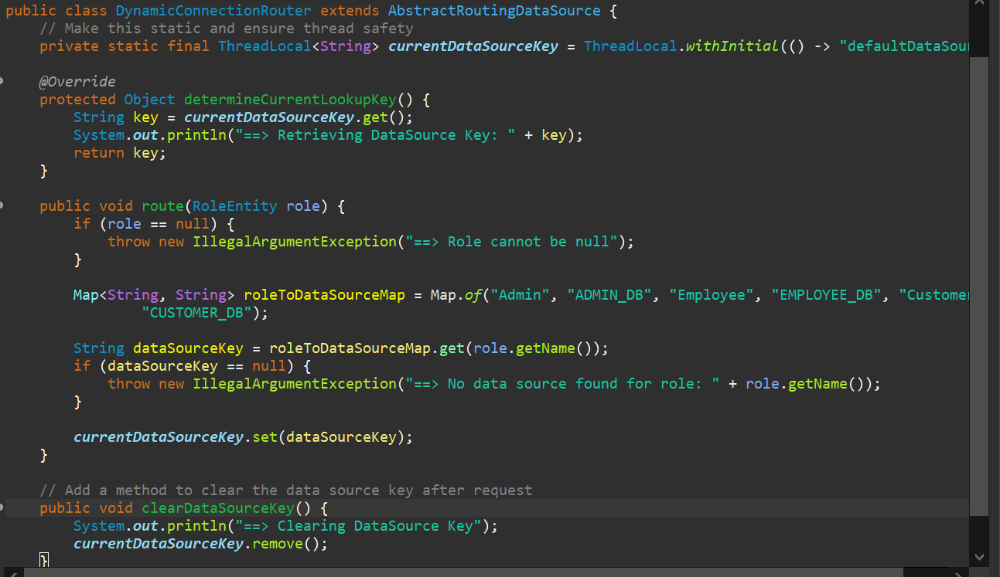 public class DynamicConnectionRouter extends AbstractRoutingDataSource {
// Make this static and ensure thread safety
private static final ThreadLocal<String> currentDataSourceKey = ThreadLocal.withInitial(() -> "defaultDataSou
@Override
protected Object determineCurrentLookupKey() {
String key = currentDataSourceKey.get();
System.out.println("==> Retrieving DataSource Key: " + key);
return key;
}
public void route(RoleEntity role) {
if (role == null) {
throw new IllegalArgumentException("==> Role cannot be null");
}
Map<String, String> roleToDataSourceMap = Map.of("Admin", "ADMIN_DB", "Employee", "EMPLOYEE_DB", "Customer
"CUSTOMER_DB");
String dataSourceKey = roleToDataSourceMap.get(role.getName());
if (dataSourceKey == null) {
throw new IllegalArgumentException("==> No data source found for role: " + role.getName());
}
currentDataSourceKey.set(dataSourceKey);
}
// Add a method to clear the data source key after request
public void clearDataSourceKey() {
System.out.println("==> Clearing DataSource Key");
currentDataSourceKey.remove();
}